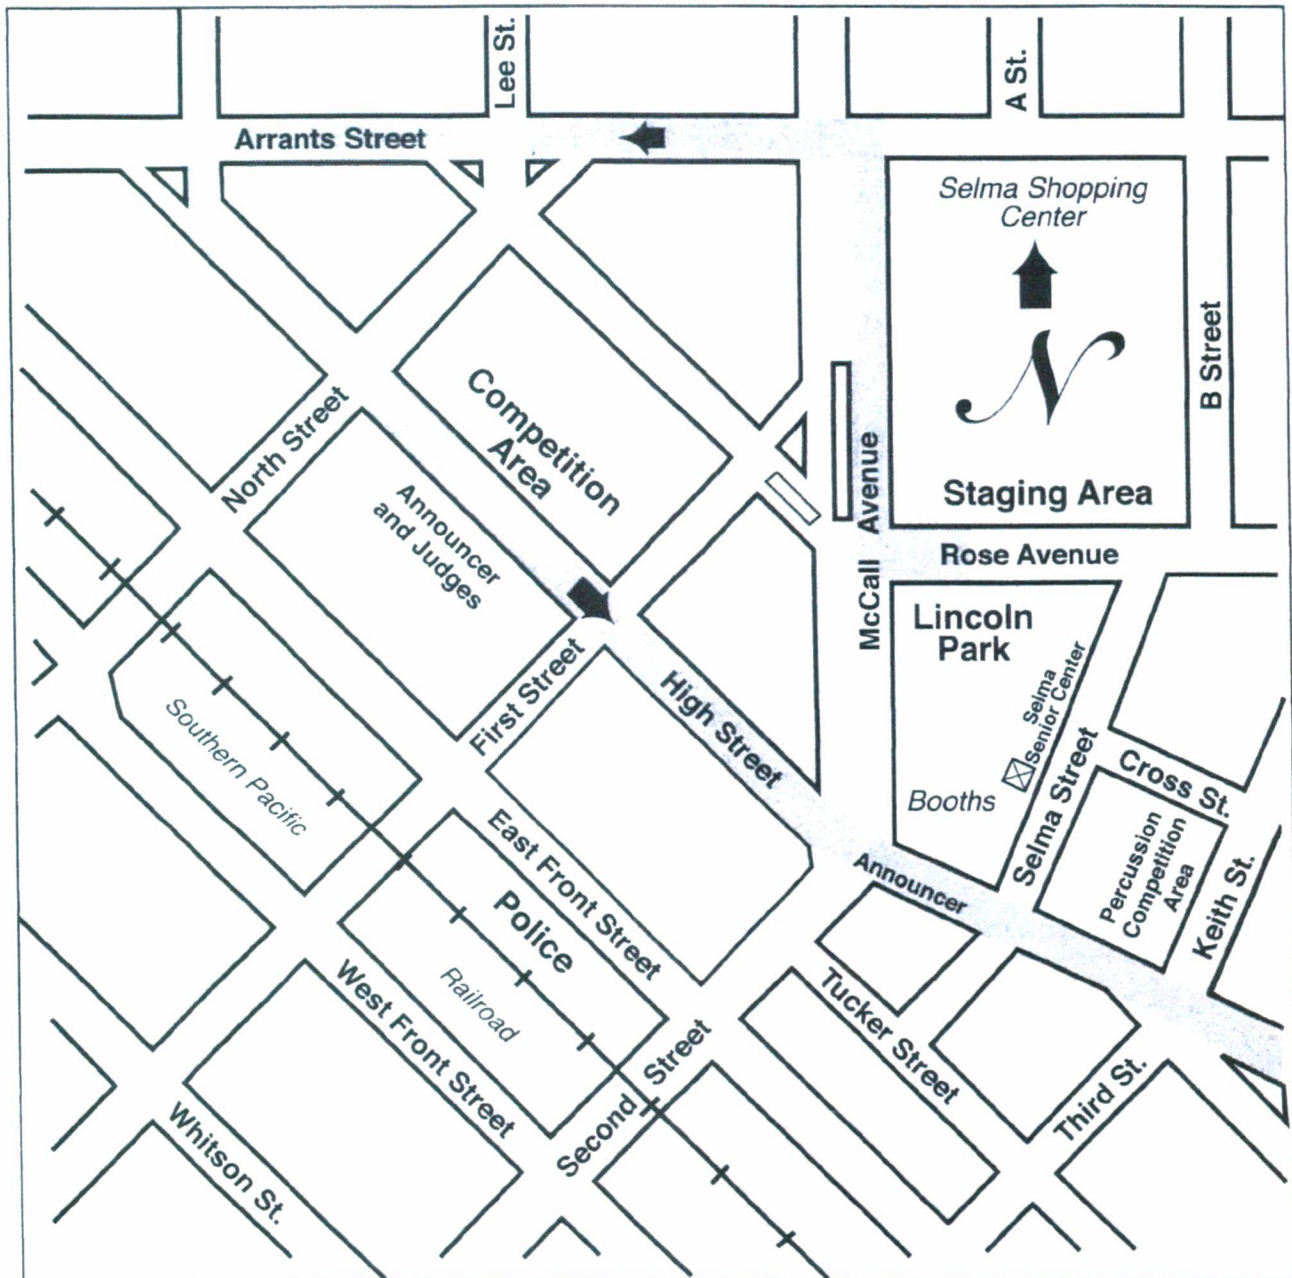 Lee St.
A St.
Arrants Street
Selma Shopping
Center
N
B Street
North Street
Competition
Area
Announcer
and Judges
Staging Area
McCall Avenue
Rose Avenue
Lincoln
Park
Selma
Senior Center
Booths
First Street
High Street
Selma Street
Cross St.
Percussion
Competition
Area
Keith St.
Southern Pacific
East Front Street
Police
Announcer
Railroad
West Front Street
Second Street
Tucker Street
Third St.
Whitson St.